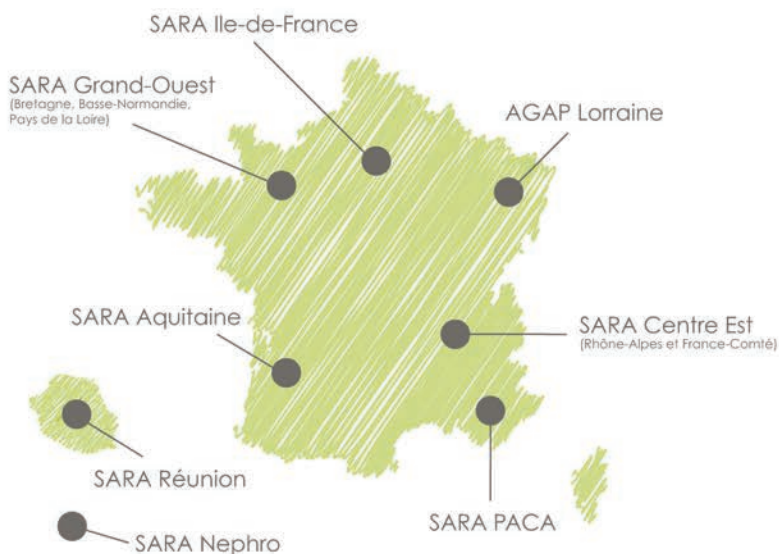 SARA Ile-de-France
SARA Grand-Ouest
(Bretagne, Basse-Normandie,
Pays de la Loire)
AGAP Lorraine
SARA Aquitaine
SARA Centre Est
(Rhône-Alpes et France-Comté)
SARA Réunion
SARA PACA
SARA Nephro